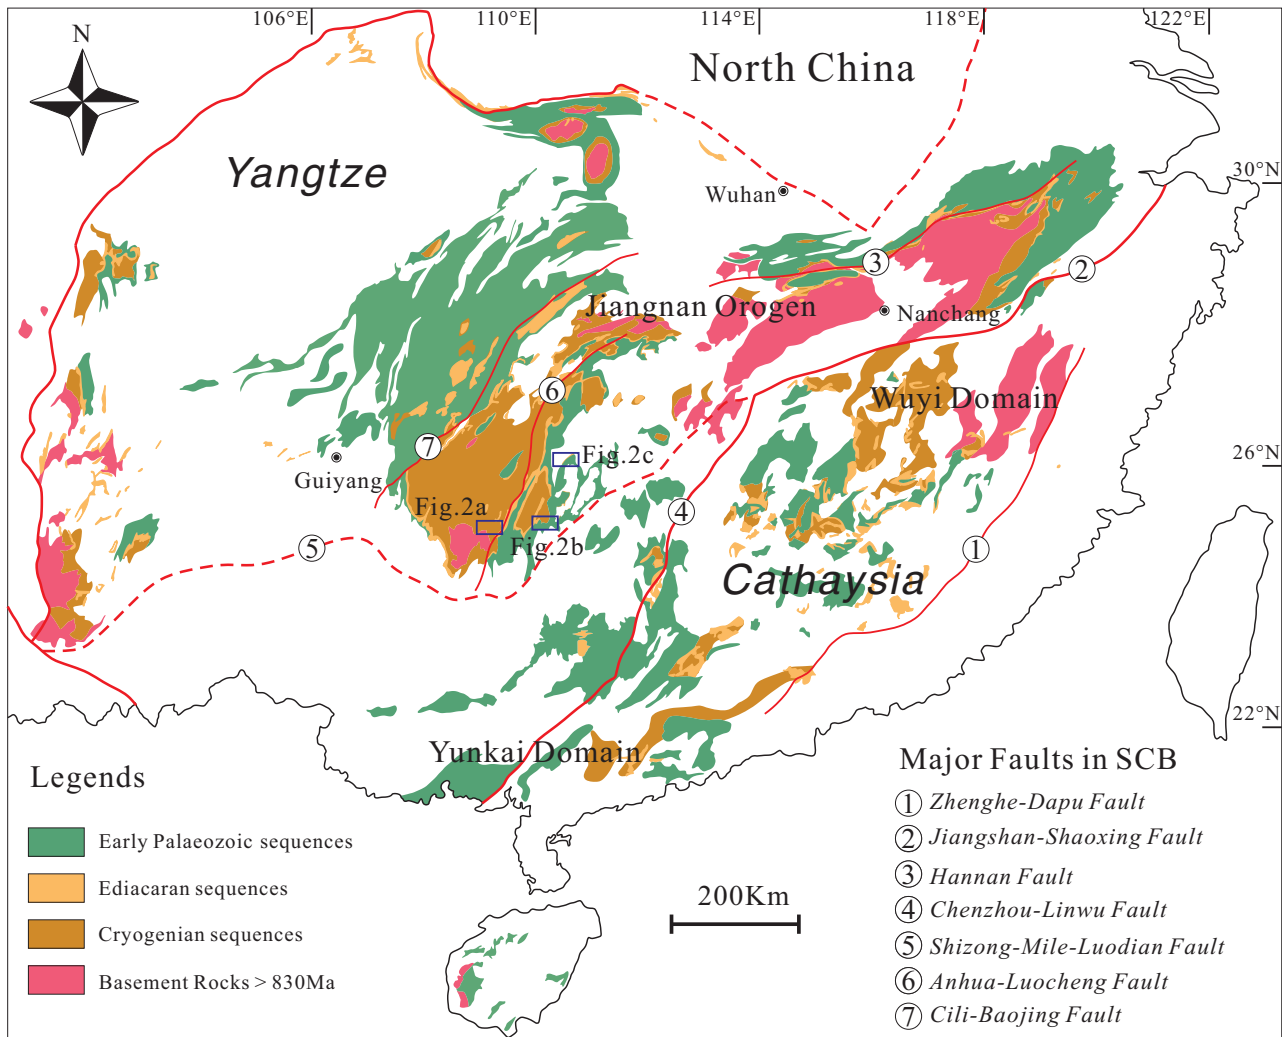 106°E 110°E 114°E 118°E 122°E
N
North China
Yangtze
Wuhan
30°N
3
2
Jiangnan Orogen
Nanchang
6
Wuyi Domain
7
Fig.2c
26°N
Guiyang
Fig.2a
4
5
Fig.2b
1
Cathaysia
22°N
Yunkai Domain
Legends
Early Palaeozoic sequences
Ediacaran sequences
Cryogenian sequences
Basement Rocks > 830Ma
200Km
Major Faults in SCB
1 Zhenghe-Dapu Fault
2 Jiangshan-Shaoxing Fault
3 Hannan Fault
4 Chenzhou-Linwu Fault
5 Shizong-Mile-Luodian Fault
6 Anhua-Luocheng Fault
7 Cili-Baojing Fault